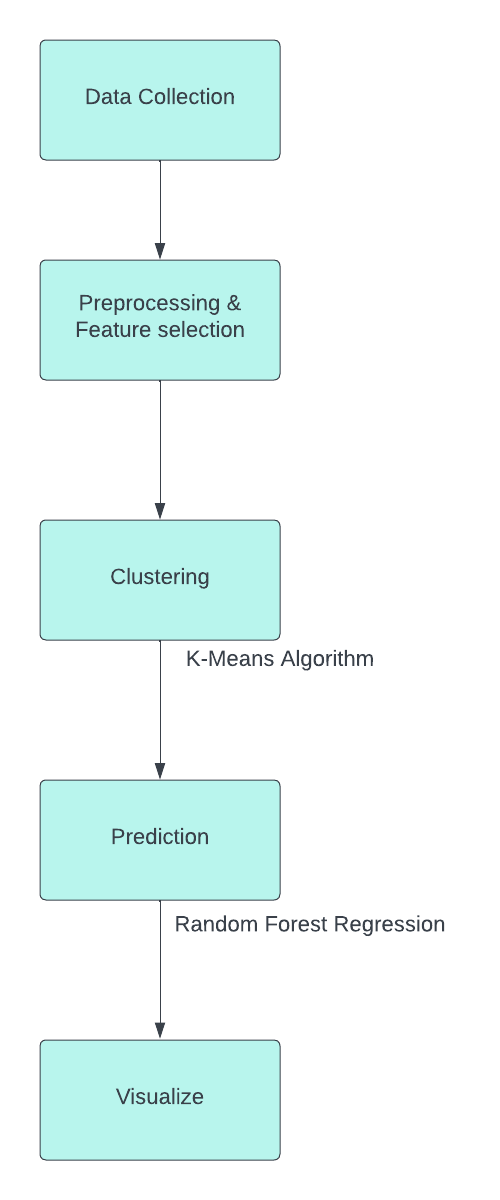 Data Collection
Preprocessing &
Feature selection
Clustering
K-Means Algorithm
Prediction
Random Forest Regression
Visualize